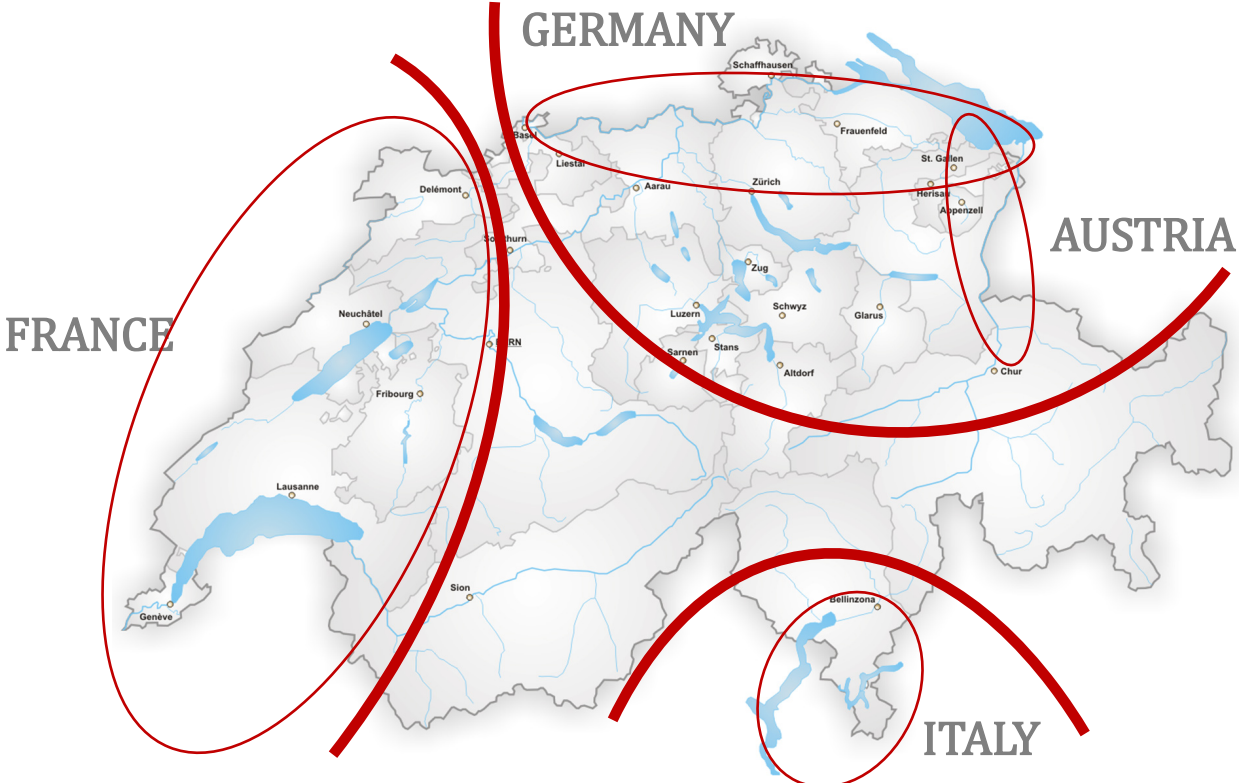 GERMANY
Schaffhausen
Basel
Frauenfeld
Liestal
St. Gallen
Delémont
Aarau
Zürich
Herisau
Appenzell
Solothurn
AUSTRIA
Zug
Neuchâtel
Luzern
Schwyz
Glarus
FRANCE
BERN
Stans
Sarnen
Altdorf
Chur
Fribourg
Lausanne
Sion
Bellinzona
Genève
ITALY